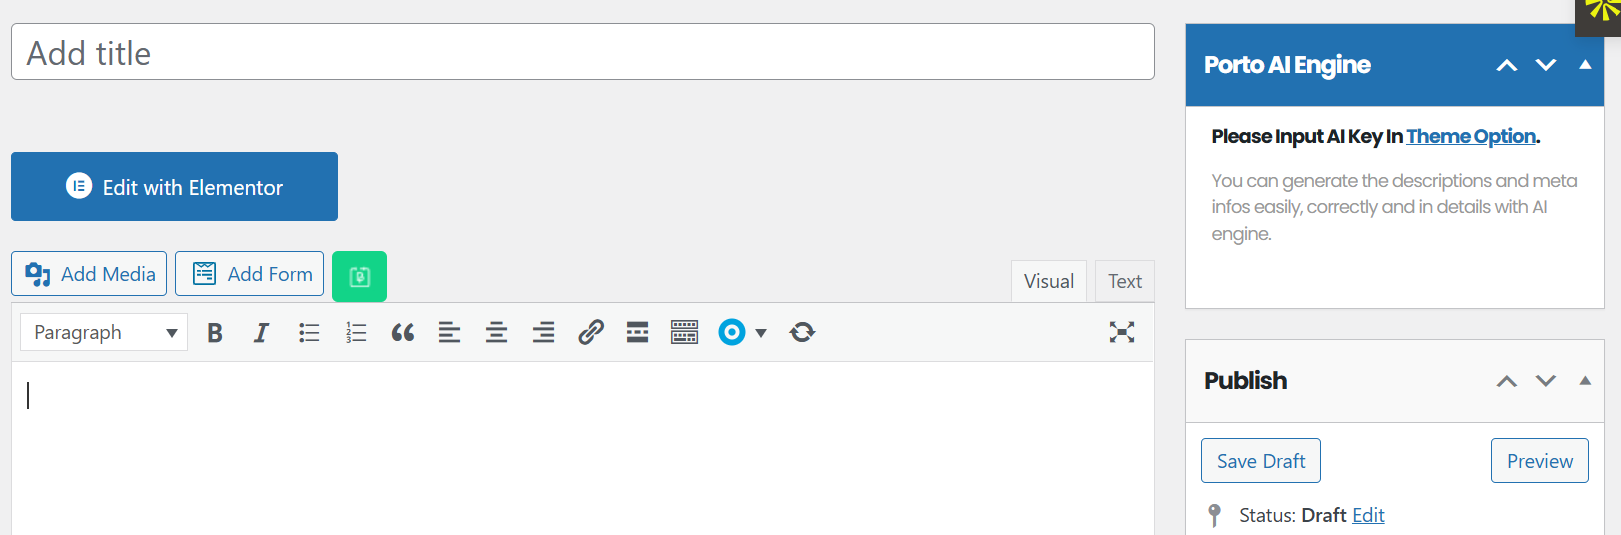 Add title
Edit with Elementor
Add Media
Add Form
Visual
Text
Paragraph
Porto AI Engine
Please Input AI Key In Theme Option.
You can generate the descriptions and meta
infos easily, correctly and in details with AI
engine.
Publish
Save Draft
Preview
Status: Draft Edit